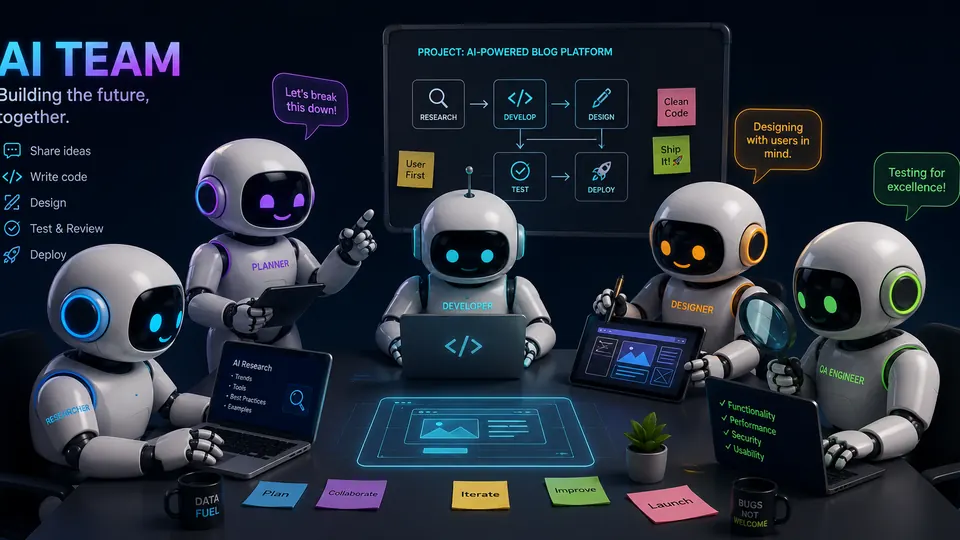 AI TEAM
Building the future,
together.
Share ideas
Write code
Design
Test & Review
Deploy
Let's break
this down!
PROJECT: AI-POWERED BLOG PLATFORM
RESEARCH
DEVELOP
DESIGN
TEST
DEPLOY
User
First
Clean
Code
Ship
It!
Designing
with users in
mind.
Testing for
excellence!
PLANNER
DEVELOPER
DESIGNER
QA ENGINEER
RESEARCHER
AI Research
• Trends
• Tools
• Best Practices
• Examples
</>
✓ Functionality
✓ Performance
✓ Security
✓ Usability
DATA
FUEL
Plan
Collaborate
Iterate
Improve
Launch
BUGS
NOT
WELCOME